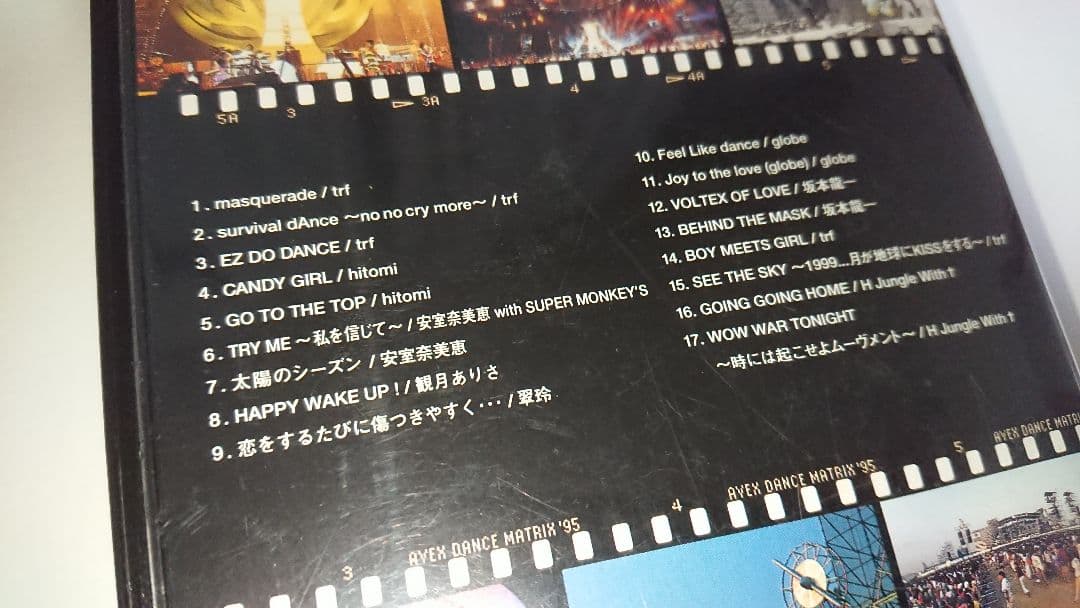 5A 3 3A 4 4A 5
1. masquerade / trf
2. survival dAnce ～no no cry more～ / trf
3. EZ DO DANCE / trf
4. CANDY GIRL / hitomi
5. GO TO THE TOP / hitomi
6. TRY ME ～私を信じて～ / 安室奈美恵 with SUPER MONKEY'S
7. 太陽のシーズン / 安室奈美恵
8. HAPPY WAKE UP! / 観月ありさ
9. 恋をするたびに傷つきやすく・・・ / 翠玲
10. Feel Like dance / globe
11. Joy to the love (globe) / globe
12. VOLTEX OF LOVE / 坂本龍一
13. BEHIND THE MASK / 坂本龍一
14. BOY MEETS GIRL / trf
15. SEE THE SKY ～1999...月が地球にKISSをする～ / trf
16. GOING GOING HOME / H Jungle With t
17. WOW WAR TONIGHT
～時には起こせよムーヴメント～ / H Jungle With t
3 AVEX DANCE MATRIX '95 4 AVEX DANCE MATRIX '95 5 AVEX DANCE MATRI